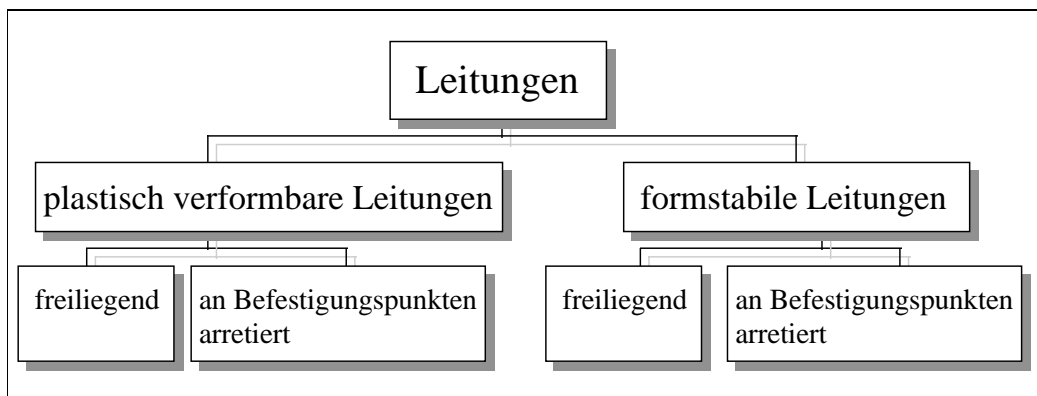 Leitungen
plastisch verformbare Leitungen
formstabile Leitungen
freiliegend
an Befestigungspunkten
arretiert
freiliegend
an Befestigungspunkten
arretiert